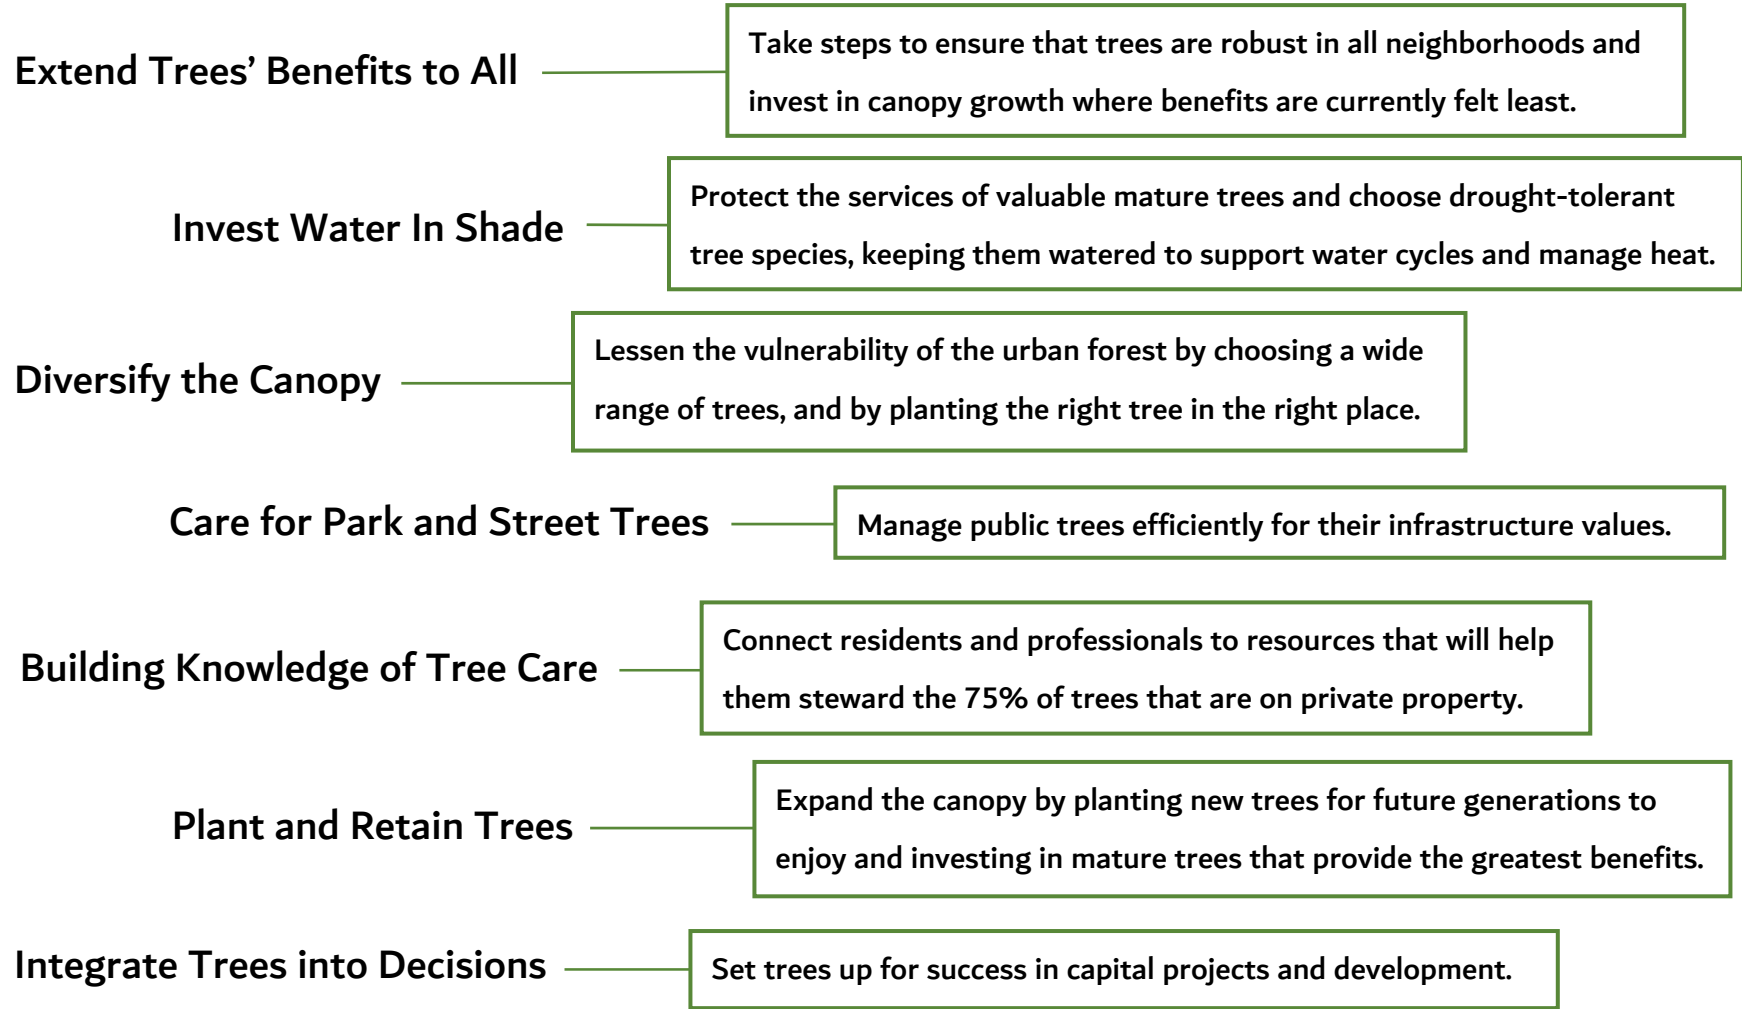 Extend Trees’ Benefits to All
Take steps to ensure that trees are robust in all neighborhoods and
invest in canopy growth where benefits are currently felt least.
Invest Water In Shade
Protect the services of valuable mature trees and choose drought-tolerant
tree species, keeping them watered to support water cycles and manage heat.
Diversify the Canopy
Lessen the vulnerability of the urban forest by choosing a wide
range of trees, and by planting the right tree in the right place.
Care for Park and Street Trees
Manage public trees efficiently for their infrastructure values.
Building Knowledge of Tree Care
Connect residents and professionals to resources that will help
them steward the 75% of trees that are on private property.
Plant and Retain Trees
Expand the canopy by planting new trees for future generations to
enjoy and investing in mature trees that provide the greatest benefits.
Integrate Trees into Decisions
Set trees up for success in capital projects and development.